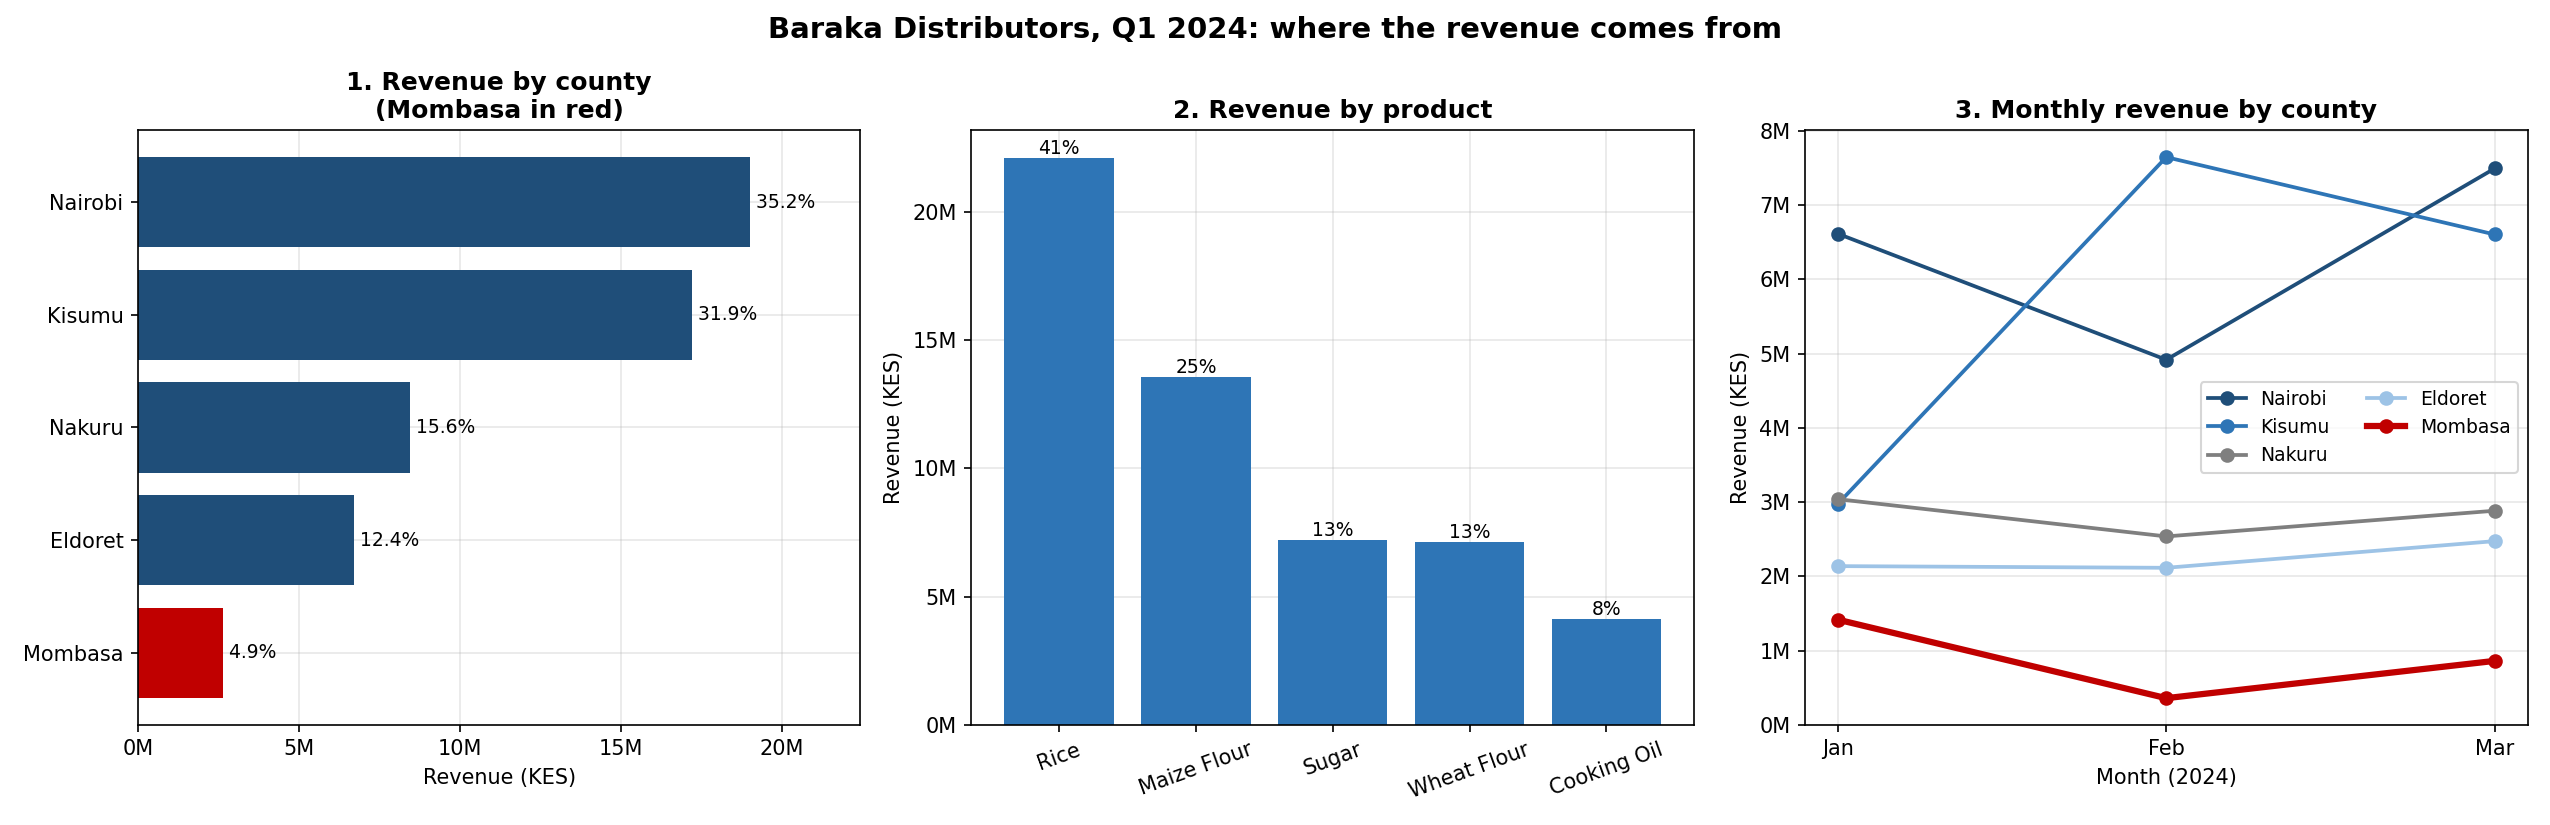 Baraka Distributors, Q1 2024: where the revenue comes from
1. Revenue by county
(Mombasa in red)
Nairobi
35.2%
Kisumu
31.9%
Nakuru
15.6%
Eldoret
12.4%
Mombasa
4.9%
0M 5M 10M 15M 20M
Revenue (KES)
2. Revenue by product
Revenue (KES)
20M
15M
10M
5M
0M
41%
25%
13%
13%
8%
Rice Maize Flour Sugar Wheat Flour Cooking Oil
3. Monthly revenue by county
Revenue (KES)
8M
7M
6M
5M
4M
3M
2M
1M
0M
Nairobi
Kisumu
Nakuru
Eldoret
Mombasa
Jan Feb Mar
Month (2024)